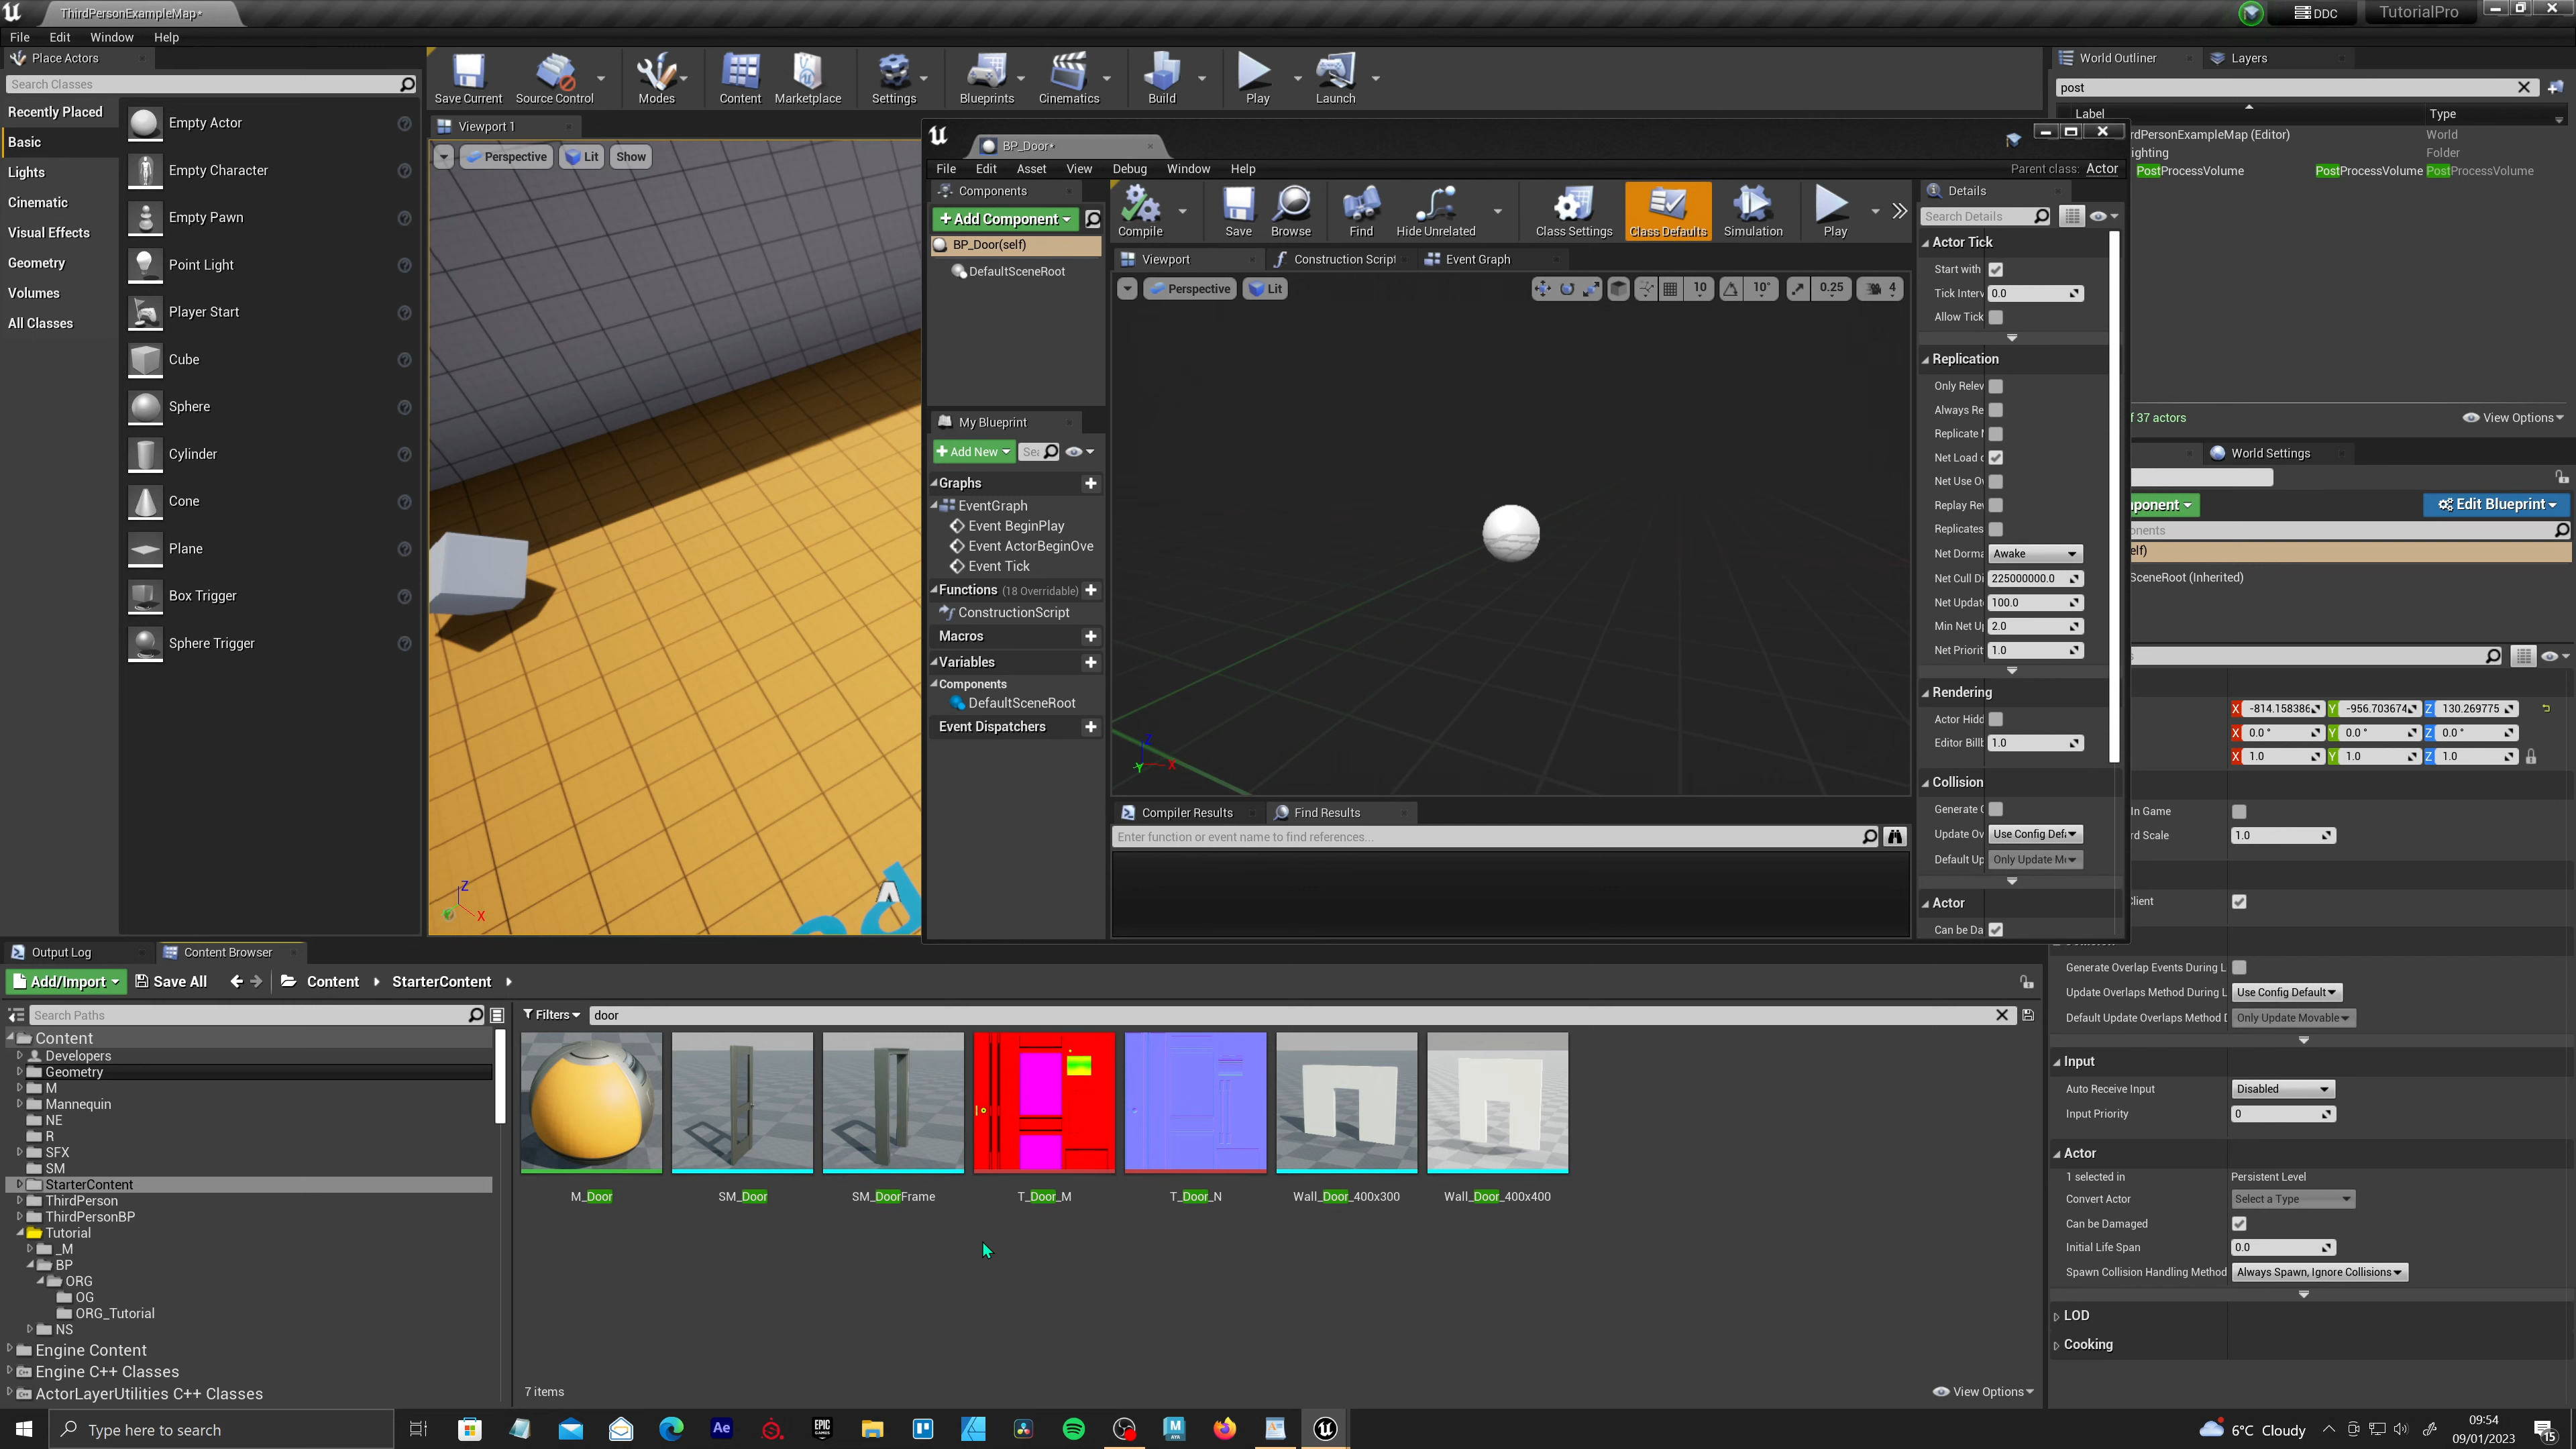 ThirdPersonExampleMap*
DDC
TutorialPro
File Edit Window Help
Place Actors
Search Classes
Recently Placed
Basic
Lights
Cinematic
Visual Effects
Geometry
Volumes
All Classes
Empty Actor
Empty Character
Empty Pawn
Point Light
Player Start
Cube
Sphere
Cylinder
Cone
Plane
Box Trigger
Sphere Trigger
Save Current
Source Control
Modes
Content
Marketplace
Settings
Blueprints
Cinematics
Build
Play
Launch
Viewport 1
Perspective Lit Show
Z
X
BP_Door*
File Edit Asset View Debug Window Help
Parent class: Actor
Components
Add Component
BP_Door(self)
DefaultSceneRoot
My Blueprint
Add New
Graphs
EventGraph
Event BeginPlay
Event ActorBeginOve
Event Tick
Functions (18 Overridable)
ConstructionScript
Macros
Variables
Components
DefaultSceneRoot
Event Dispatchers
Compile
Save
Browse
Find
Hide Unrelated
Class Settings
Class Defaults
Simulation
Play
Viewport
Construction Script
Event Graph
Perspective Lit
10 10° 0.25 4
Z
Y X
Compiler Results
Find Results
Enter function or event name to find references...
Details
Search Details
Actor Tick
Start with
Tick Interv 0.0
Allow Tick
Replication
Only Relev
Always Re
Replicate
Net Load
Net Use Ov
Replay Rev
Replicates
Net Dorma Awake
Net Cull Di 225000000.0
Net Update 100.0
Min Net Up 2.0
Net Priorit 1.0
Rendering
Actor Hidd
Editor Billb 1.0
Collision
Generate
Update Ov Use Config Defa
Default Up Only Update Mo
Actor
Can be Da
World Outliner
Layers
post
Label
Type
rdPersonExampleMap (Editor) World
ighting Folder
PostProcessVolume PostProcessVolume PostProcessVolume
f 37 actors
View Options
World Settings
ponent
Edit Blueprint
onents
elf)
SceneRoot (Inherited)
X -814.158386 Y -956.703674 Z 130.269775
X 0.0 ° Y 0.0 ° Z 0.0 °
X 1.0 Y 1.0 Z 1.0
In Game
rd Scale 1.0
Client
Generate Overlap Events During L
Update Overlaps Method During L Use Config Default
Default Update Overlaps Method D Only Update Movable
Input
Auto Receive Input Disabled
Input Priority 0
Actor
1 selected in Persistent Level
Convert Actor Select a Type
Can be Damaged
Initial Life Span 0.0
Spawn Collision Handling Method Always Spawn, Ignore Collisions
LOD
Cooking
Output Log
Content Browser
Add/Import Save All Content StarterContent
Search Paths
Content
Developers
Geometry
M
Mannequin
NE
R
SFX
SM
StarterContent
ThirdPerson
ThirdPersonBP
Tutorial
_M
BP
ORG
OG
ORG_Tutorial
NS
Engine Content
Engine C++ Classes
ActorLayerUtilities C++ Classes
Filters door
M_Door
SM_Door
SM_DoorFrame
T_Door_M
T_Door_N
Wall_Door_400x300
Wall_Door_400x400
7 items
View Options
Type here to search
Ae
EPIC GAMES
M
6°C Cloudy
09:54
09/01/2023
15